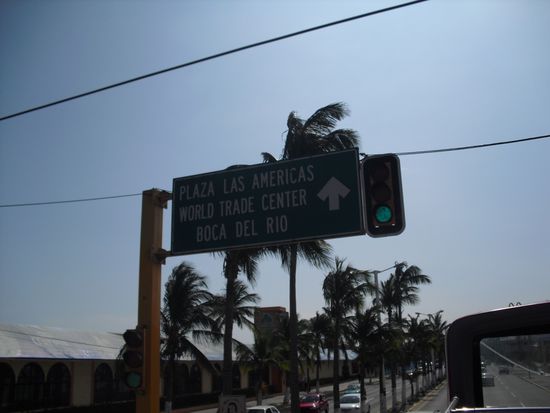 PLAZA LAS AMERICAS
WORLD TRADE CENTER
BOCA DEL RIO